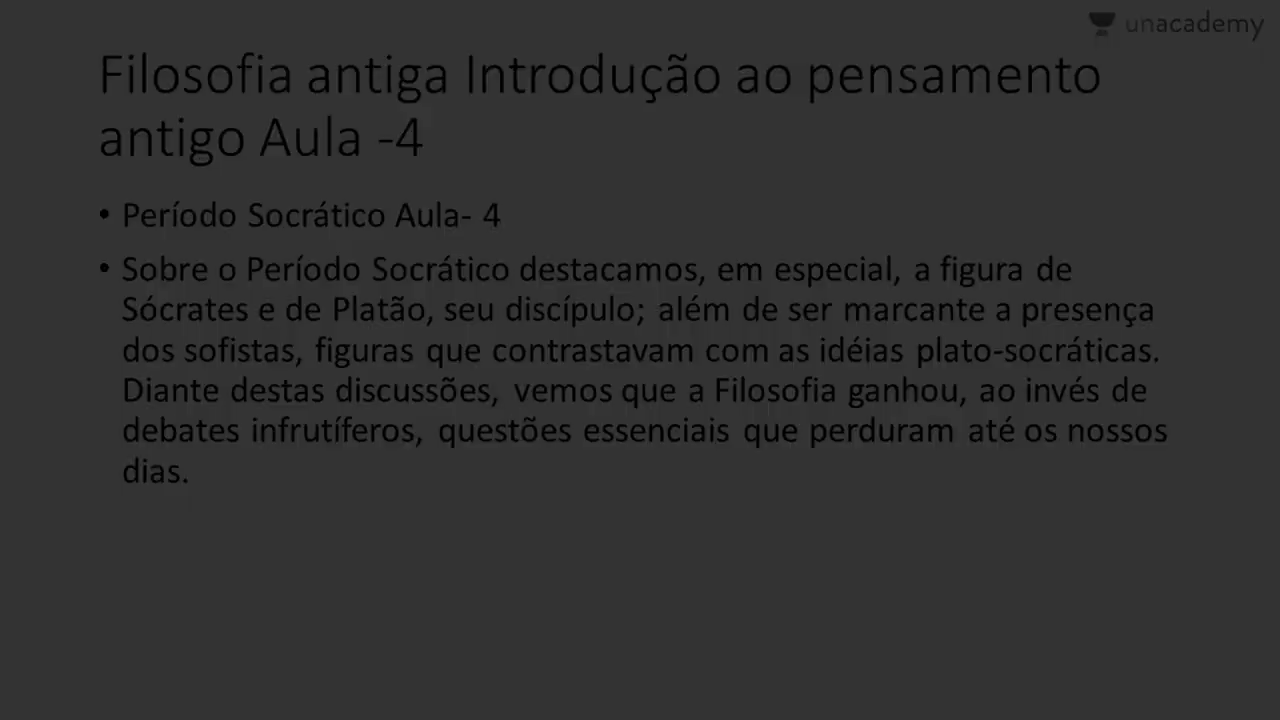 unacademy
Filosofia antiga Introdução ao pensamento
antigo Aula -4
• Período Socrático Aula- 4
• Sobre o Período Socrático destacamos, em especial, a figura de
Sócrates e de Platão, seu discípulo; além de ser marcante a presença
dos sofistas, figuras que contrastavam com as idéias plato-socráticas.
Diante destas discussões, vemos que a Filosofia ganhou, ao invés de
debates infrutíferos, questões essenciais que perduram até os nossos
dias.